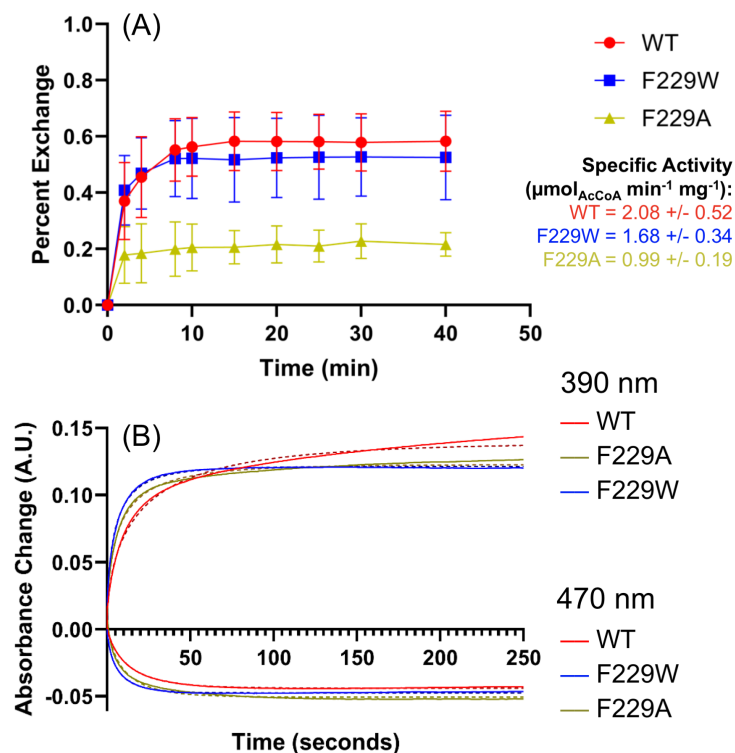 (A)
1.0
0.8
0.6
0.4
0.2
0.0
Percent Exchange
0 10 20 30 40 50
Time (min)
WT
F229W
F229A
Specific Activity
(μmolAcCoA min-1 mg-1):
WT = 2.08 +/- 0.52
F229W = 1.68 +/- 0.34
F229A = 0.99 +/- 0.19
(B)
0.15
0.10
0.05
0.00
-0.05
Absorbance Change (A.U.)
50 100 150 200 250
Time (seconds)
390 nm
WT
F229A
F229W
470 nm
WT
F229W
F229A